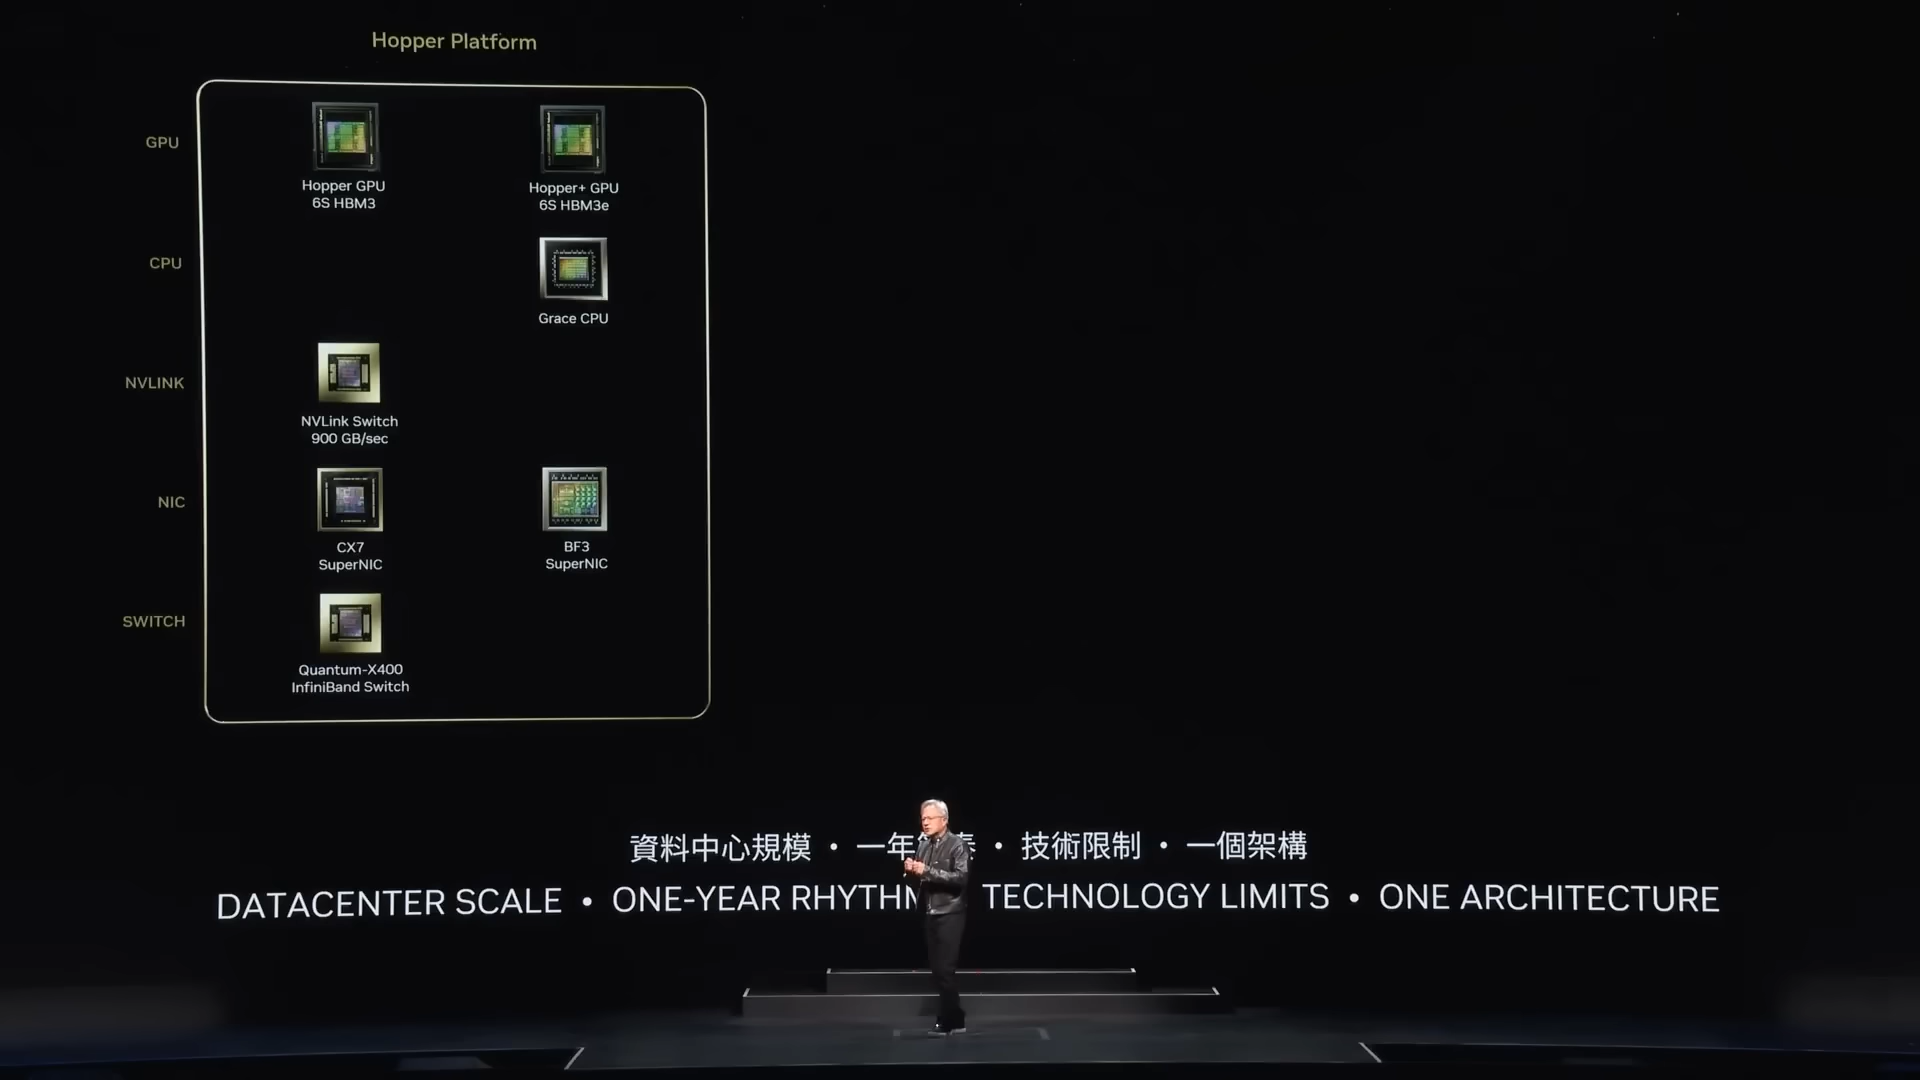 Hopper Platform
GPU
Hopper GPU
6S HBM3
Hopper+ GPU
6S HBM3e
CPU
Grace CPU
NVLINK
NVLink Switch
900 GB/sec
NIC
CX7
SuperNIC
BF3
SuperNIC
SWITCH
Quantum-X400
InfiniBand Switch
資料中心規模 • 一年 • 技術限制 • 一個架構
DATACENTER SCALE • ONE-YEAR TECHNOLOGY LIMITS • ONE ARCHITECTURE